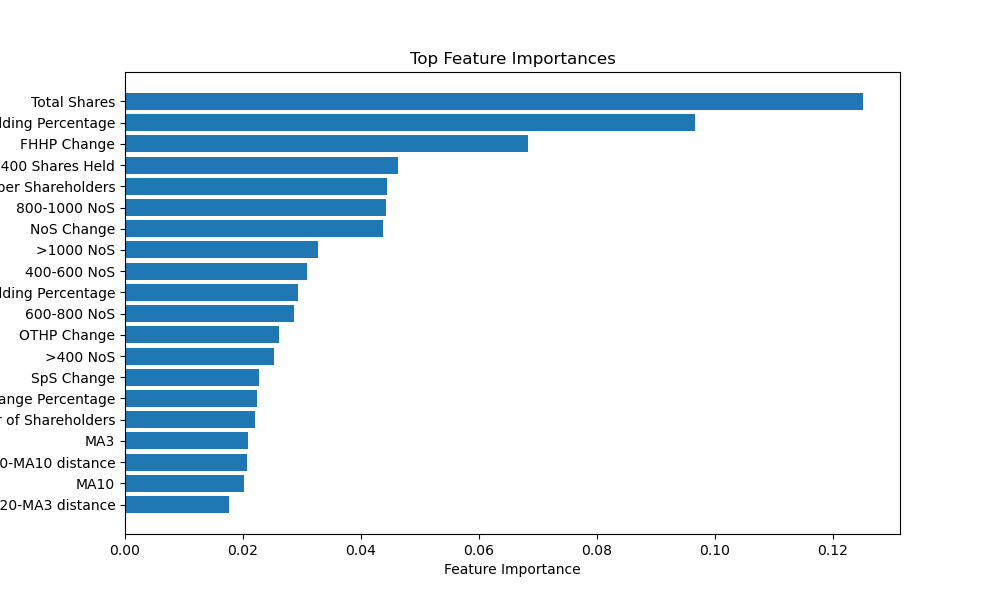 Top Feature Importances
Total Shares
lding Percentage
FHHP Change
400 Shares Held
per Shareholders
800-1000 NoS
NoS Change
>1000 NoS
400-600 NoS
lding Percentage
600-800 NoS
OTHP Change
>400 NoS
SpS Change
ange Percentage
r of Shareholders
MA3
0-MA10 distance
MA10
20-MA3 distance
0.00 0.02 0.04 0.06 0.08 0.10 0.12
Feature Importance